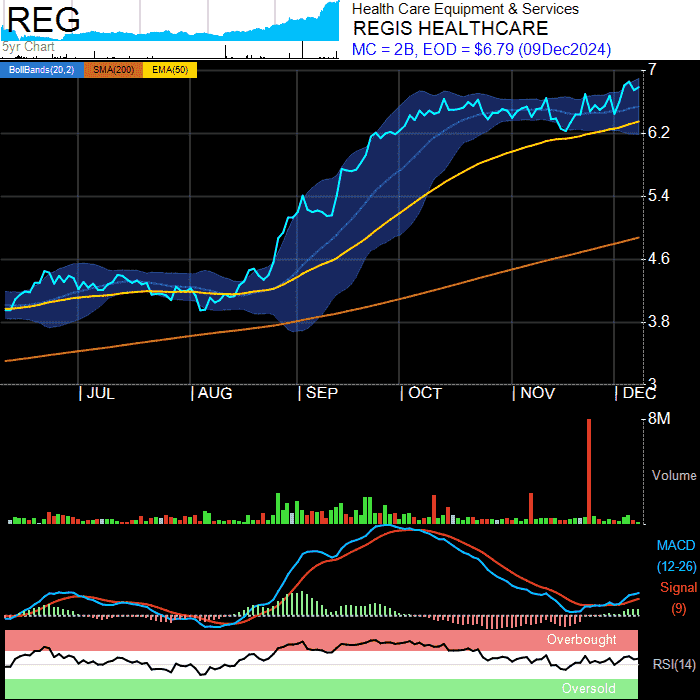 REG
5yr Chart
Health Care Equipment & Services
REGIS HEALTHCARE
MC = 2B, EOD = $6.79 (09Dec2024)
BollBands(20,2) SMA(200) EMA(50)
7
6.2
5.4
4.6
3.8
3
JUL AUG SEP OCT NOV DEC
8M
Volume
MACD
(12-26)
Signal
(9)
Overbought
RSI(14)
Oversold